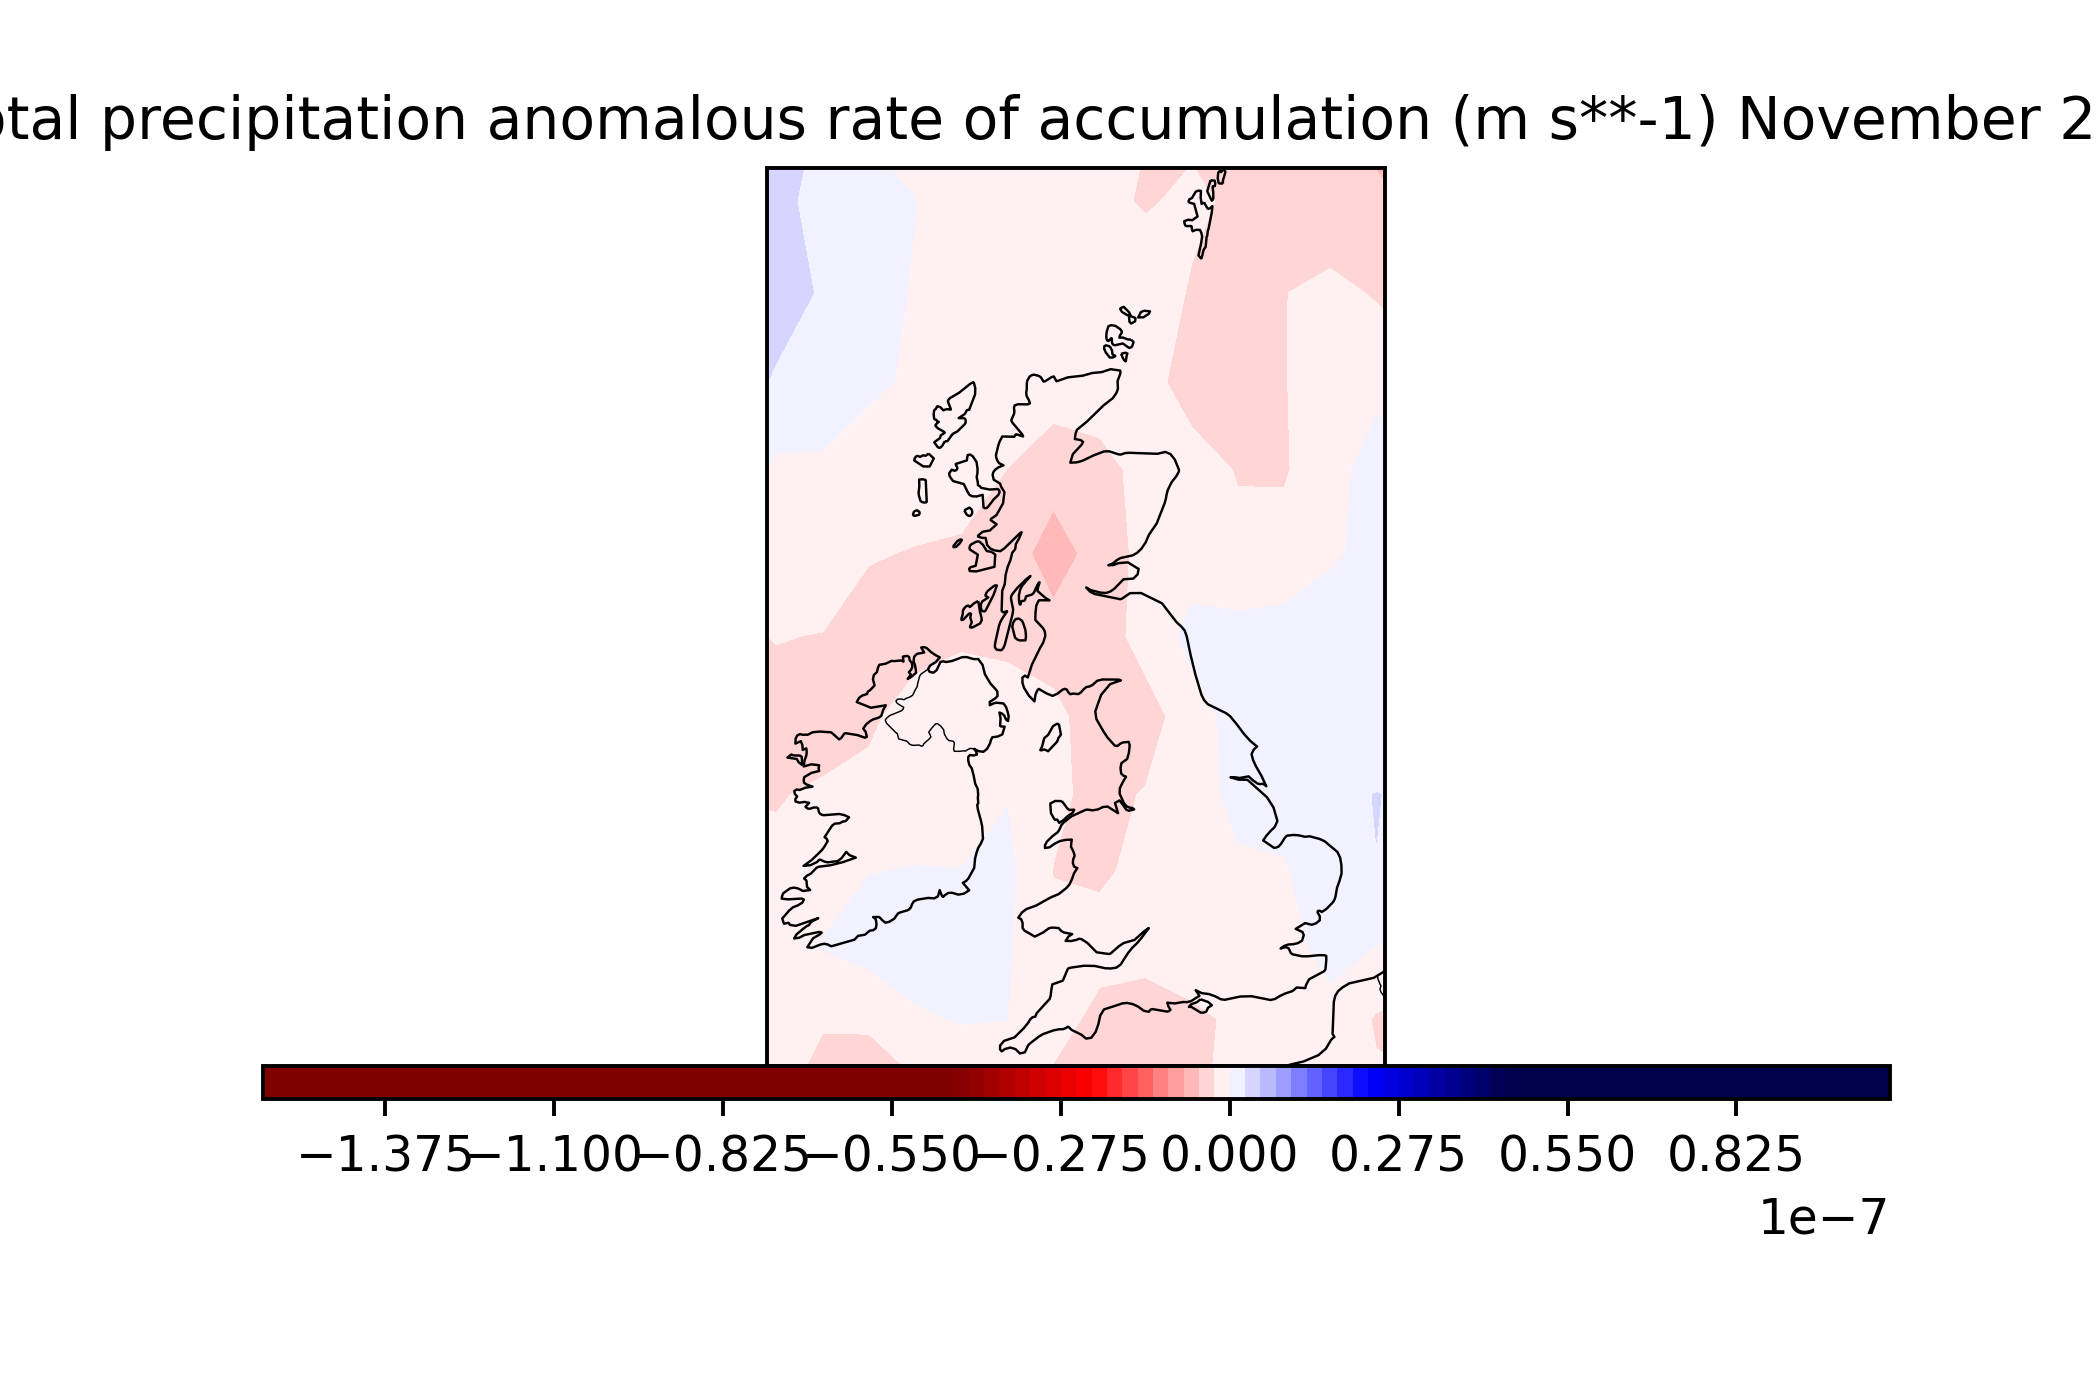 otal precipitation anomalous rate of accumulation (m s**-1) November 2
−1.375 −1.100 −0.825 −0.550 −0.275 0.000 0.275 0.550 0.825
1e−7